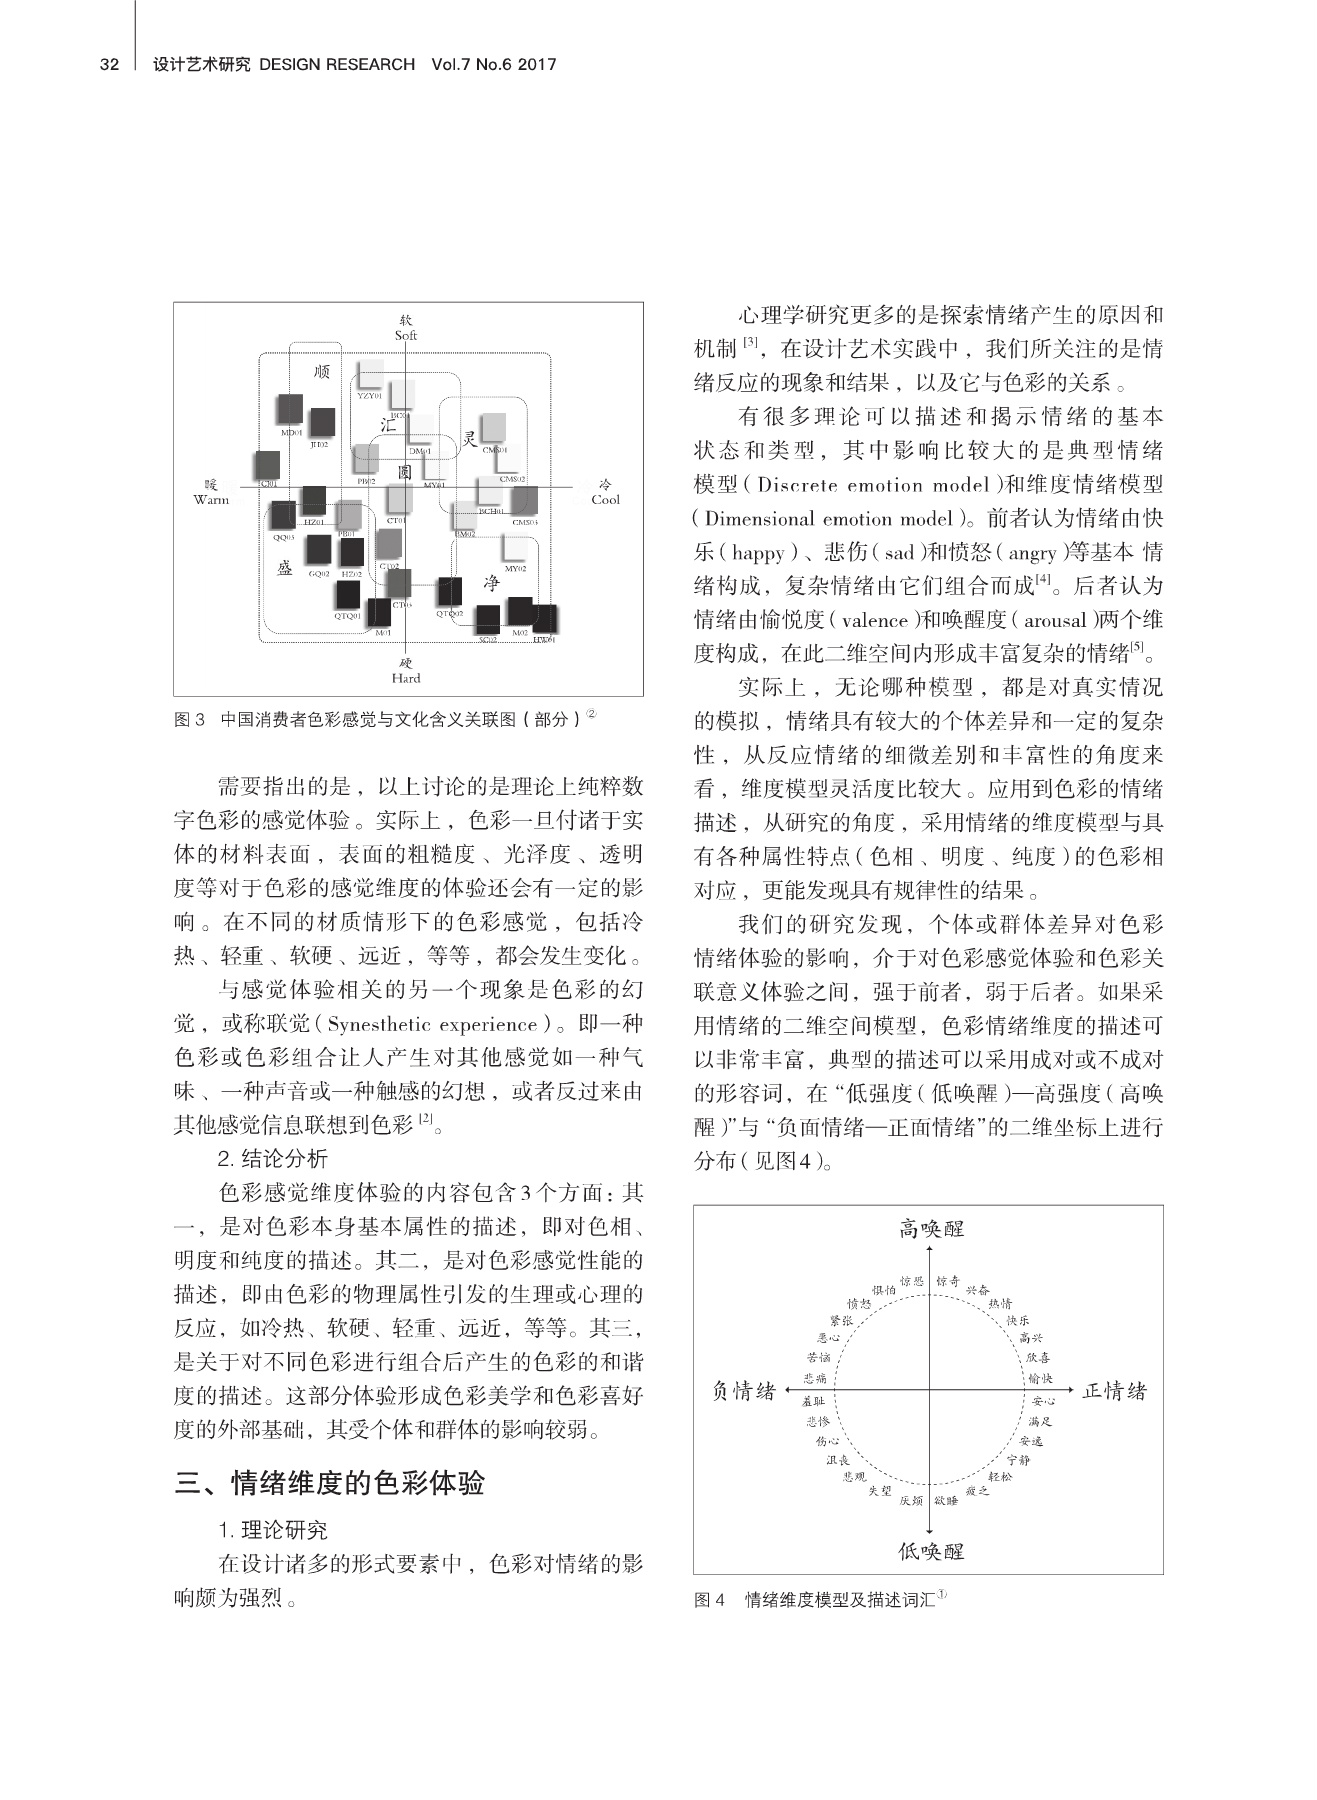 32 设计艺术研究 DESIGN RESEARCH Vol.7 No.6 2017
软
Soft
顺
YZY01
BC01
汇
MD01
JH02
DM01
灵
CMS01
圆
PB02
MY01
CMS02
暖
Warm
冷
Cool
BCH01
CT01
HZ01
CMS03
QQ03
PB01
BM02
盛
GQ02
HZ02
CT02
MY02
净
QTQ01
CT03
QTQ02
M01
SC02
M02
HW01
硬
Hard
图 3 中国消费者色彩感觉与文化含义关联图（部分）②
需要指出的是，以上讨论的是理论上纯粹数
字色彩的感觉体验。实际上，色彩一旦付诸于实
体的材料表面，表面的粗糙度、光泽度、透明
度等对于色彩的感觉维度的体验还会有一定的影
响。在不同的材质情形下的色彩感觉，包括冷
热、轻重、软硬、远近，等等，都会发生变化。
与感觉体验相关的另一个现象是色彩的幻
觉，或称联觉（Synesthetic experience）。即一种
色彩或色彩组合让人产生对其他感觉如一种气
味、一种声音或一种触感的幻想，或者反过来由
其他感觉信息联想到色彩[2]。
2. 结论分析
色彩感觉维度体验的内容包含3个方面：其
一，是对色彩本身基本属性的描述，即对色相、
明度和纯度的描述。其二，是对色彩感觉性能的
描述，即由色彩的物理属性引发的生理或心理的
反应，如冷热、软硬、轻重、远近，等等。其三，
是关于对不同色彩进行组合后产生的色彩的和谐
度的描述。这部分体验形成色彩美学和色彩喜好
度的外部基础，其受个体和群体的影响较弱。
三、情绪维度的色彩体验
1. 理论研究
在设计诸多的形式要素中，色彩对情绪的影
响颇为强烈。
心理学研究更多的是探索情绪产生的原因和
机制[3]，在设计艺术实践中，我们所关注的是情
绪反应的现象和结果，以及它与色彩的关系。
有很多理论可以描述和揭示情绪的基本
状态和类型，其中影响比较大的是典型情绪
模型（Discrete emotion model）和维度情绪模型
（Dimensional emotion model）。前者认为情绪由快
乐（happy）、悲伤（sad）和愤怒（angry）等基本 情
绪构成，复杂情绪由它们组合而成[4]。后者认为
情绪由愉悦度（valence）和唤醒度（arousal）两个维
度构成，在此二维空间内形成丰富复杂的情绪[5]。
实际上，无论哪种模型，都是对真实情况
的模拟，情绪具有较大的个体差异和一定的复杂
性，从反应情绪的细微差别和丰富性的角度来
看，维度模型灵活度比较大。应用到色彩的情绪
描述，从研究的角度，采用情绪的维度模型与具
有各种属性特点（色相、明度、纯度）的色彩相
对应，更能发现具有规律性的结果。
我们的研究发现，个体或群体差异对色彩
情绪体验的影响，介于对色彩感觉体验和色彩关
联意义体验之间，强于前者，弱于后者。如果采
用情绪的二维空间模型，色彩情绪维度的描述可
以非常丰富，典型的描述可以采用成对或不成对
的形容词，在“低强度（低唤醒）—高强度（高唤
醒）”与“负面情绪—正面情绪”的二维坐标上进行
分布（见图4）。
高唤醒
惊恐 惊奇
惧怕 兴奋
愤怒 热情
紧张 快乐
恶心 高兴
苦恼 欣喜
悲痛 愉快
负情绪 正情绪
羞耻 安心
悲惨 满足
伤心 安逸
沮丧 宁静
悲观 轻松
失望 疲乏
厌烦 欲睡
低唤醒
图 4 情绪维度模型及描述词汇①